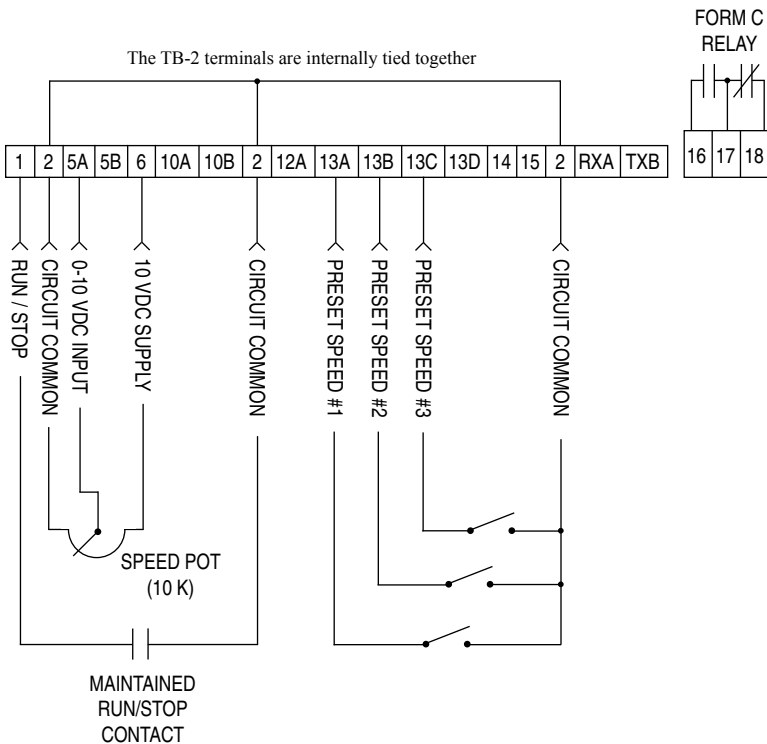 FORM C
RELAY
The TB-2 terminals are internally tied together
1 2 5A 5B 6 10A 10B 2 12A 13A 13B 13C 13D 14 15 2 RXA TXB
16 17 18
RUN / STOP
CIRCUIT COMMON
0-10 VDC INPUT
10 VDC SUPPLY
CIRCUIT COMMON
PRESET SPEED #1
PRESET SPEED #2
PRESET SPEED #3
CIRCUIT COMMON
SPEED POT
(10 K)
MAINTAINED
RUN/STOP
CONTACT